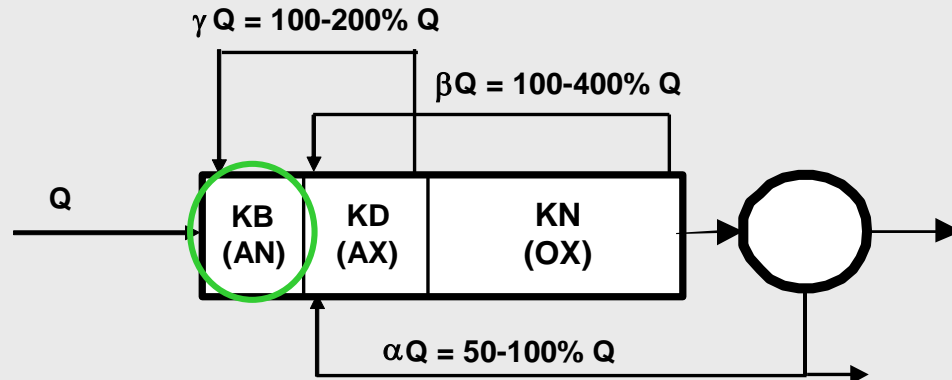 γ Q = 100-200% Q
βQ = 100-400% Q
Q
KB
(AN)
KD
(AX)
KN
(OX)
αQ = 50-100% Q